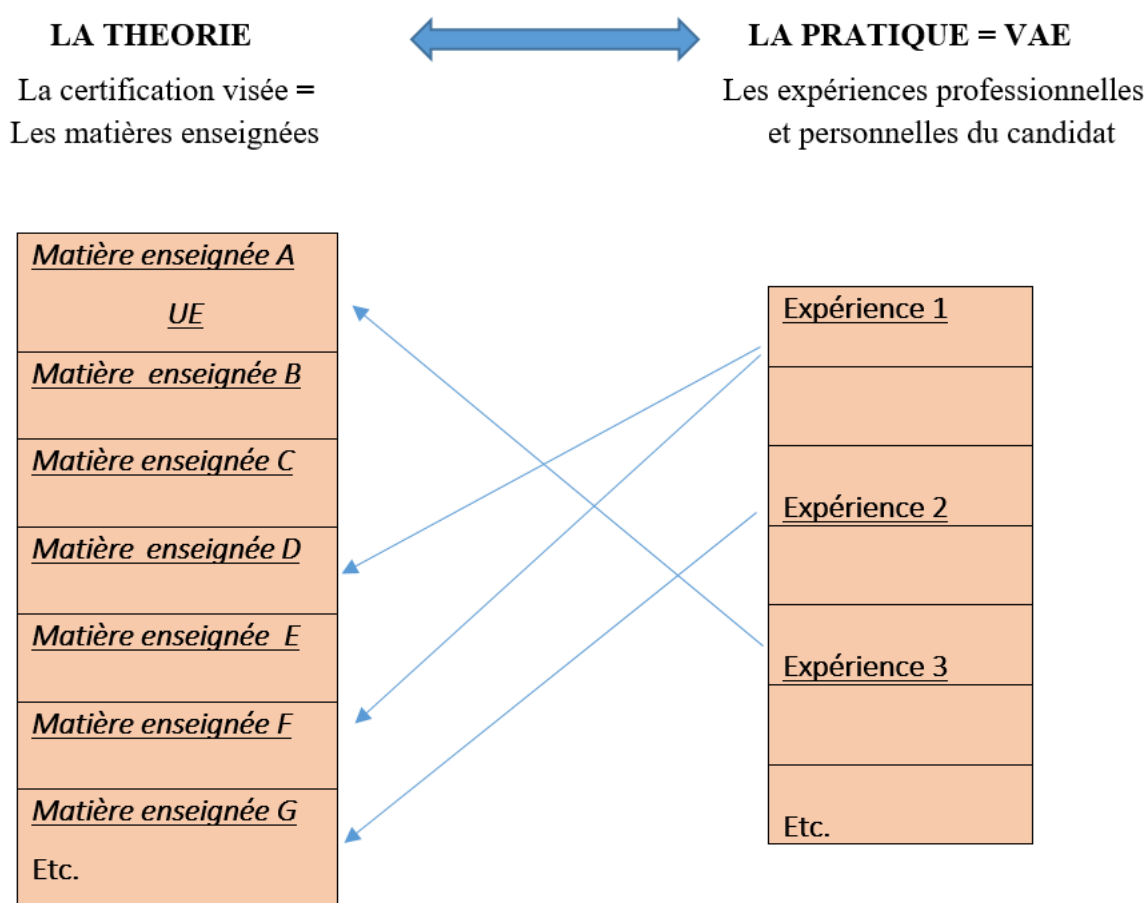 LA THEORIE
La certification visée =
Les matières enseignées
LA PRATIQUE = VAE
Les expériences professionnelles
et personnelles du candidat
Matière enseignée A
UE
Matière  enseignée B
Matière enseignée C
Matière  enseignée D
Matière enseignée  E
Matière enseignée F
Matière enseignée G
Etc.
Expérience 1
Expérience 2
Expérience 3
Etc.